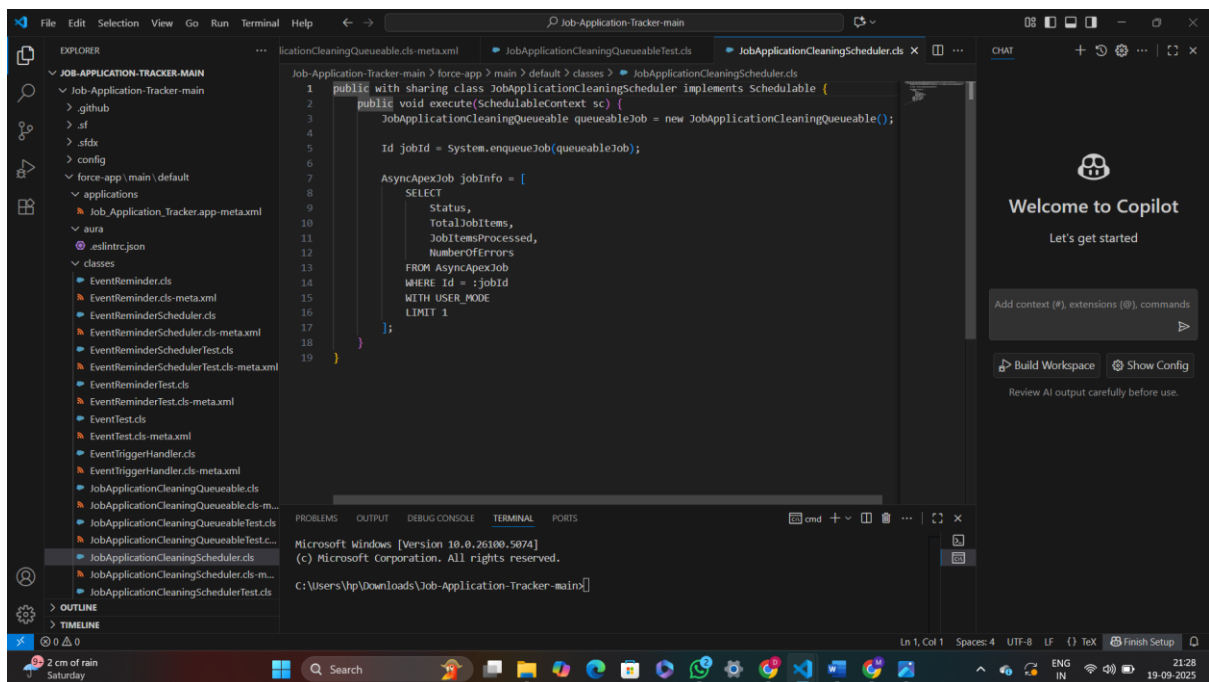 File Edit Selection View Go Run Terminal Help
Job-Application-Tracker-main
EXPLORER
JOB-APPLICATION-TRACKER-MAIN
Job-Application-Tracker-main
.github
.sf
.sfdx
config
force-app \ main \ default
applications
Job_Application_Tracker.app-meta.xml
aura
.eslintrc.json
classes
EventReminder.cls
EventReminder.cls-meta.xml
EventReminderScheduler.cls
EventReminderScheduler.cls-meta.xml
EventReminderSchedulerTest.cls
EventReminderSchedulerTest.cls-meta.xml
EventReminderTest.cls
EventReminderTest.cls-meta.xml
EventTest.cls
EventTest.cls-meta.xml
EventTriggerHandler.cls
EventTriggerHandler.cls-meta.xml
JobApplicationCleaningQueueable.cls
JobApplicationCleaningQueueable.cls-m...
JobApplicationCleaningQueueableTest.cls
JobApplicationCleaningQueueableTest.c...
JobApplicationCleaningScheduler.cls
JobApplicationCleaningScheduler.cls-m...
JobApplicationCleaningSchedulerTest.cls
OUTLINE
TIMELINE
licationCleaningQueueable.cls-meta.xml JobApplicationCleaningQueueableTest.cls JobApplicationCleaningScheduler.cls
Job-Application-Tracker-main > force-app > main > default > classes > JobApplicationCleaningScheduler.cls
1 public with sharing class JobApplicationCleaningScheduler implements Schedulable {
2 public void execute(SchedulableContext sc) {
3 JobApplicationCleaningQueueable queueableJob = new JobApplicationCleaningQueueable();
4
5 Id jobId = System.enqueueJob(queueableJob);
6
7 AsyncApexJob jobInfo = [
8 SELECT
9 Status,
10 TotalJobItems,
11 JobItemsProcessed,
12 NumberOfErrors
13 FROM AsyncApexJob
14 WHERE Id = :jobId
15 WITH USER_MODE
16 LIMIT 1
17 ];
18 }
19 }
PROBLEMS OUTPUT DEBUG CONSOLE TERMINAL PORTS
cmd
Microsoft Windows [Version 10.0.26100.5074]
(c) Microsoft Corporation. All rights reserved.
C:\Users\hp\Downloads\Job-Application-Tracker-main>
CHAT
Welcome to Copilot
Let's get started
Add context (#), extensions (@), commands
Build Workspace Show Config
Review AI output carefully before use.
0 0 Ln 1, Col 1 Spaces: 4 UTF-8 LF {} TeX Finish Setup
9+ 2 cm of rain
Saturday
Search
ENG
IN
21:28
19-09-2025